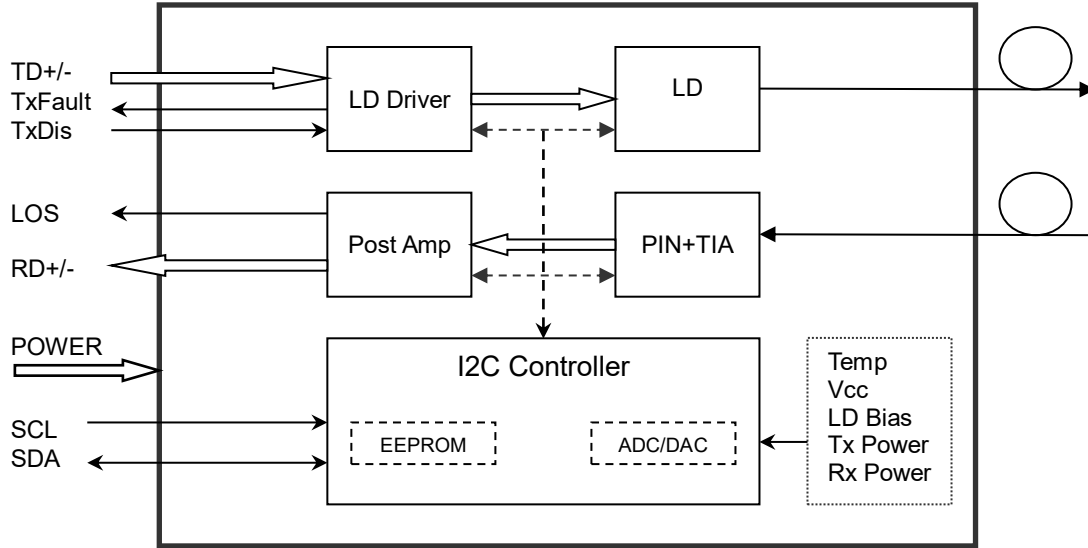 TD+/-
TxFault
TxDis
LD Driver
LD
LOS
RD+/-
Post Amp
PIN+TIA
POWER
SCL
SDA
I2C Controller
EEPROM
ADC/DAC
Temp
Vcc
LD Bias
Tx Power
Rx Power